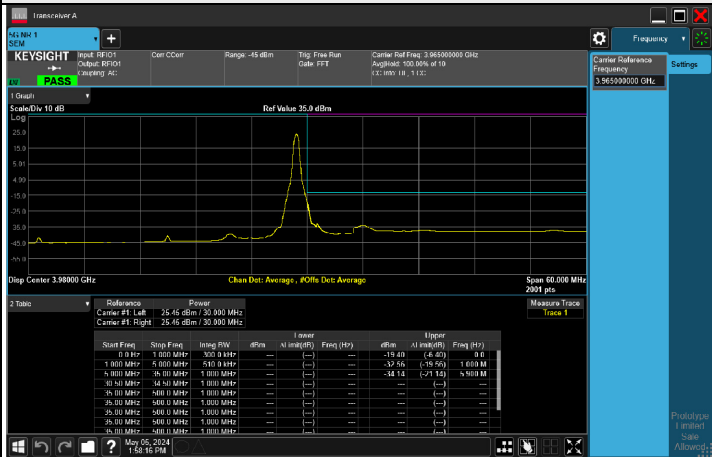 Transceiver A
5G NR 1
SEM
Frequency
KEYSIGHT
Input: RFIO1
Output: RFIO1
Coupling: AC
Corr CCorr
Range: -45 dBm
Trig: Free Run
Gate: FFT
Carrier Ref Freq: 3.965000000 GHz
Avg|Hold: 100.00% of 10
PASS
Carrier Reference
Frequency
3.965000000 GHz
Settings
1 Graph
Scale/Div 10 dB
Ref Value 35.0 dBm
Log
25.0
15.0
5.01
-4.99
-15.0
-25.0
-35.0
-45.0
-55.0
Disp Center 3.98000 GHz
Chan Det: Average , #Offs Det: Average
Span 60.000 MHz
2001 pts
2 Table
Reference Power
Carrier #1: Left 25.45 dBm / 30.000 MHz
Carrier #1: Right 25.45 dBm / 30.000 MHz
Measure Trace
Trace 1
Lower Upper
Start Freq Stop Freq Integ BW dBm ΔLimit(dB) Freq (Hz) dBm ΔLimit(dB) Freq (Hz)
0.0 Hz 1.000 MHz 300.0 kHz --- (---) --- -19.40 (-6.40) 0.0
1.000 MHz 5.000 MHz 510.0 kHz --- (---) --- -32.56 (-19.56) 1.000 M
5.000 MHz 35.00 MHz 1.000 MHz --- (---) --- -34.14 (-21.14) 5.900 M
30.50 MHz 34.50 MHz 1.000 MHz --- (---) --- --- (---) ---
35.00 MHz 500.0 MHz 1.000 MHz --- (---) --- --- (---) ---
35.00 MHz 500.0 MHz 1.000 MHz --- (---) --- --- (---) ---
35.00 MHz 500.0 MHz 1.000 MHz --- (---) --- --- (---) ---
35.00 MHz 500.0 MHz 1.000 MHz --- (---) --- --- (---) ---
35.00 MHz 500.0 MHz 1.000 MHz --- (---) --- --- (---) ---
May 05, 2024
1:58:16 PM
Prototype
Limited
Sale
Allowed